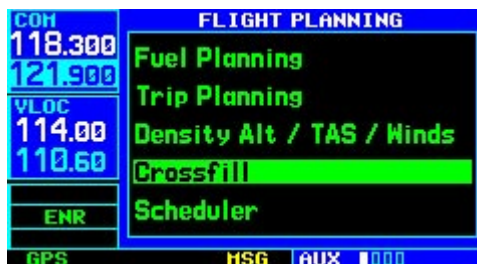 COM
118.300
121.900
VLOC
114.00
110.60
ENR
GPS
FLIGHT PLANNING
Fuel Planning
Trip Planning
Density Alt / TAS / Winds
Crossfill
Scheduler
MSG
AUX